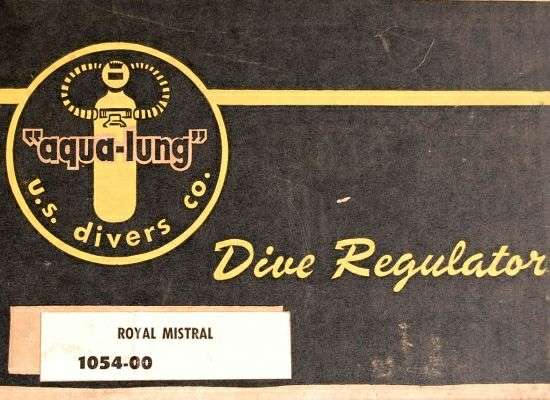 "aqua-lung"
u.s. divers co.
Dive Regulator
ROYAL MISTRAL
1054-00